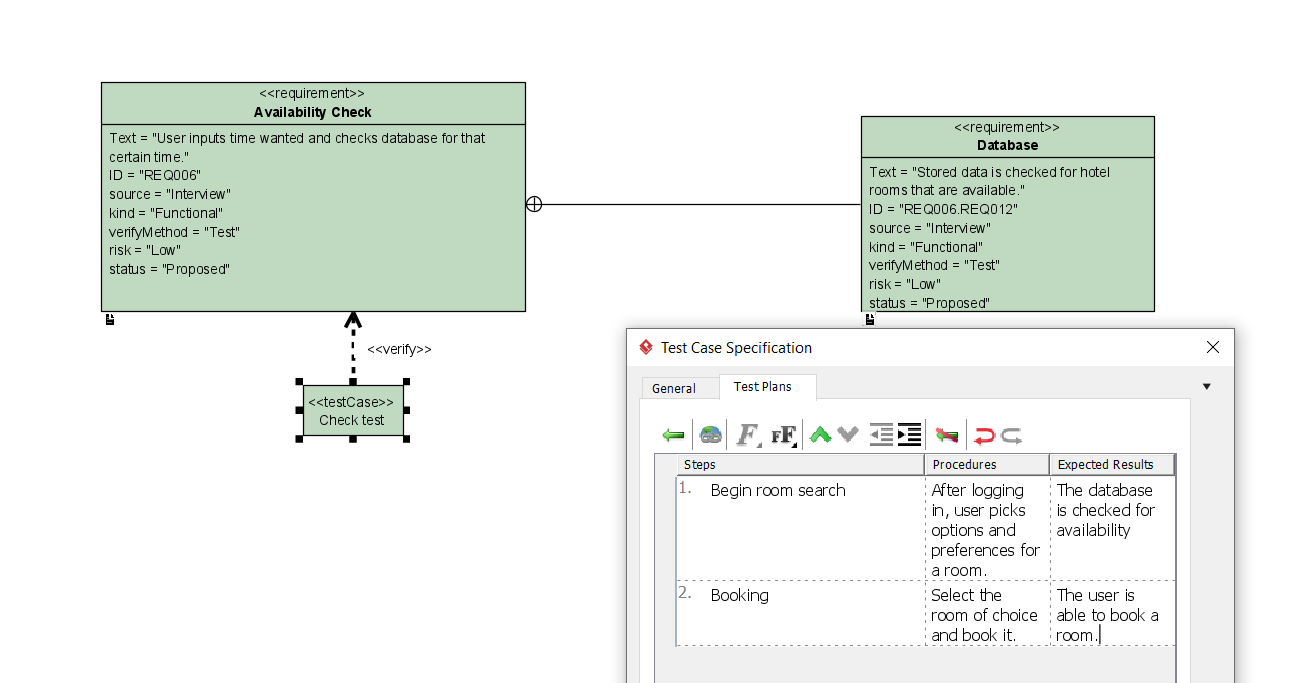 <<requirement>>
Availability Check
Text = "User inputs time wanted and checks database for that
certain time."
ID = "REQ006"
source = "Interview"
kind = "Functional"
verifyMethod = "Test"
risk = "Low"
status = "Proposed"
<<requirement>>
Database
Text = "Stored data is checked for hotel
rooms that are available."
ID = "REQ006.REQ012"
source = "Interview"
kind = "Functional"
verifyMethod = "Test"
risk = "Low"
status = "Proposed"
<<verify>>
<<testCase>>
Check test
Test Case Specification
General
Test Plans
F
FF
Steps
Procedures
Expected Results
1.
Begin room search
After logging
in, user picks
options and
preferences for
a room.
The database
is checked for
availability
2.
Booking
Select the
room of choice
and book it.
The user is
able to book a
room.